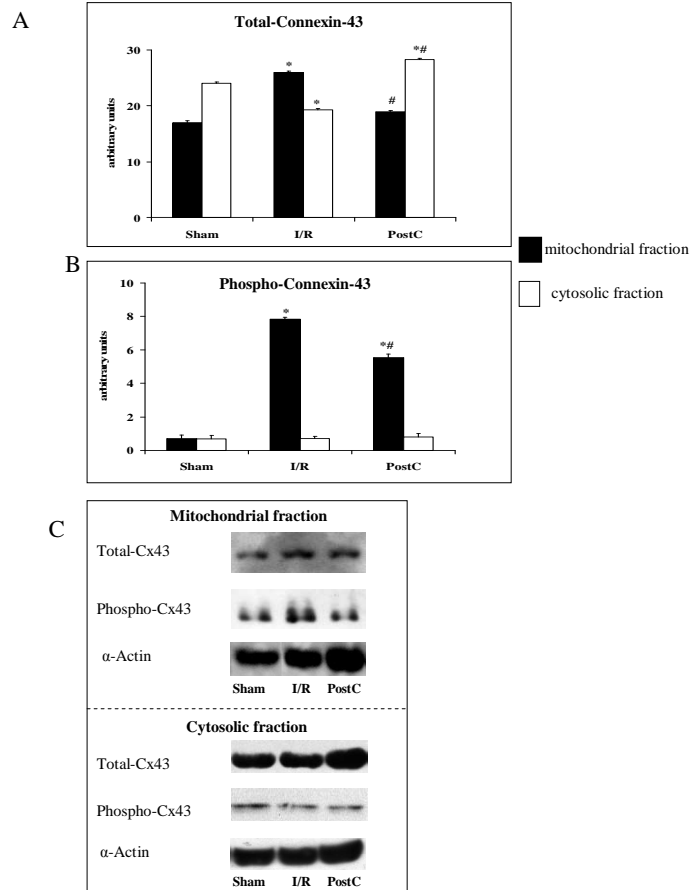 A
Total-Connexin-43
30
20
10
0
arbitrary units
*
*
#
*#
Sham I/R PostC
mitochondrial fraction
cytosolic fraction
B
Phospho-Connexin-43
10
8
6
4
2
0
arbitrary units
*
*#
Sham I/R PostC
C
Mitochondrial fraction
Total-Cx43
Phospho-Cx43
α-Actin
Sham I/R PostC
Cytosolic fraction
Total-Cx43
Phospho-Cx43
α-Actin
Sham I/R PostC